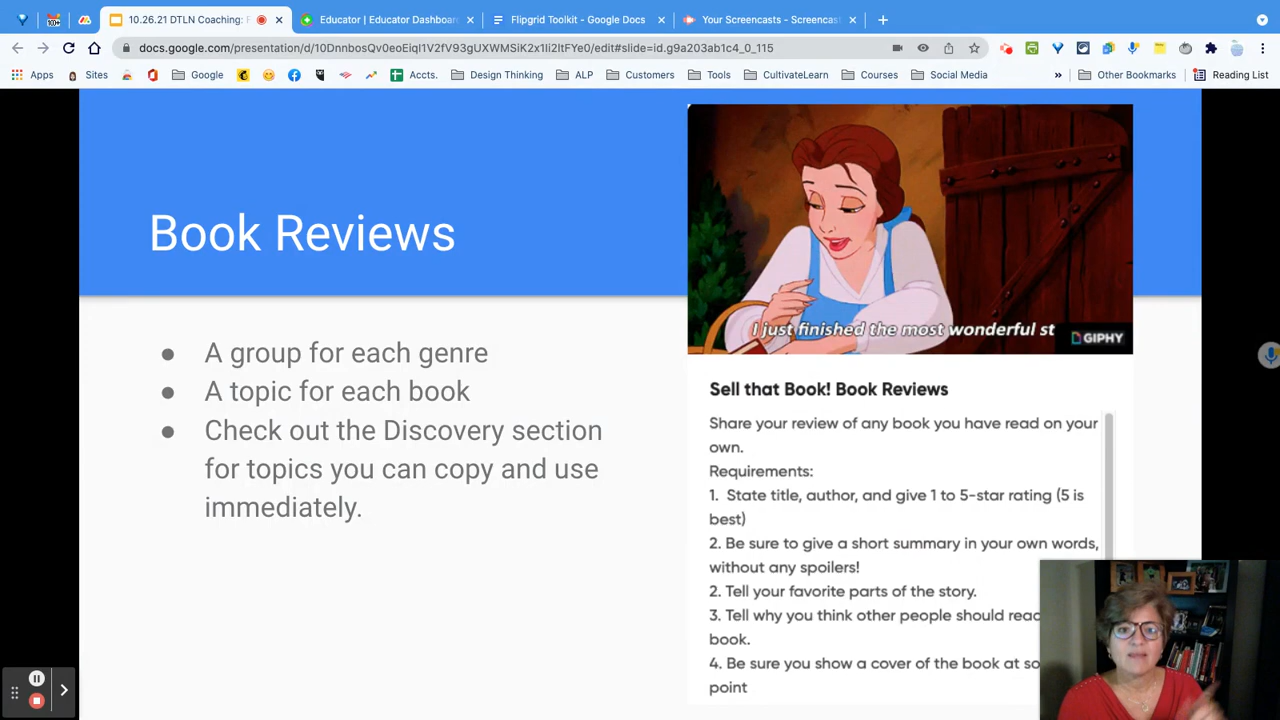 10.26.21 DTLN Coaching: F
Educator | Educator Dashboar
Flipgrid Toolkit - Google Docs
Your Screencasts - Screencas
docs.google.com/presentation/d/10DnnbosQv0eoEiqI1V2fV93gUXWMSiK2x1Ii2ItFYe0/edit#slide=id.g9a203ab1c4_0_115
Apps
Sites
Google
Accts.
Design Thinking
ALP
Customers
Tools
CultivateLearn
Courses
Social Media
»
Other Bookmarks
Reading List
Book Reviews
I just finished the most wonderful st
GIPHY
● A group for each genre
● A topic for each book
● Check out the Discovery section
for topics you can copy and use
immediately.
Sell that Book! Book Reviews
Share your review of any book you have read on your
own.
Requirements:
1. State title, author, and give 1 to 5-star rating (5 is
best)
2. Be sure to give a short summary in your own words,
without any spoilers!
2. Tell your favorite parts of the story.
3. Tell why you think other people should read
book.
4. Be sure you show a cover of the book at so
point